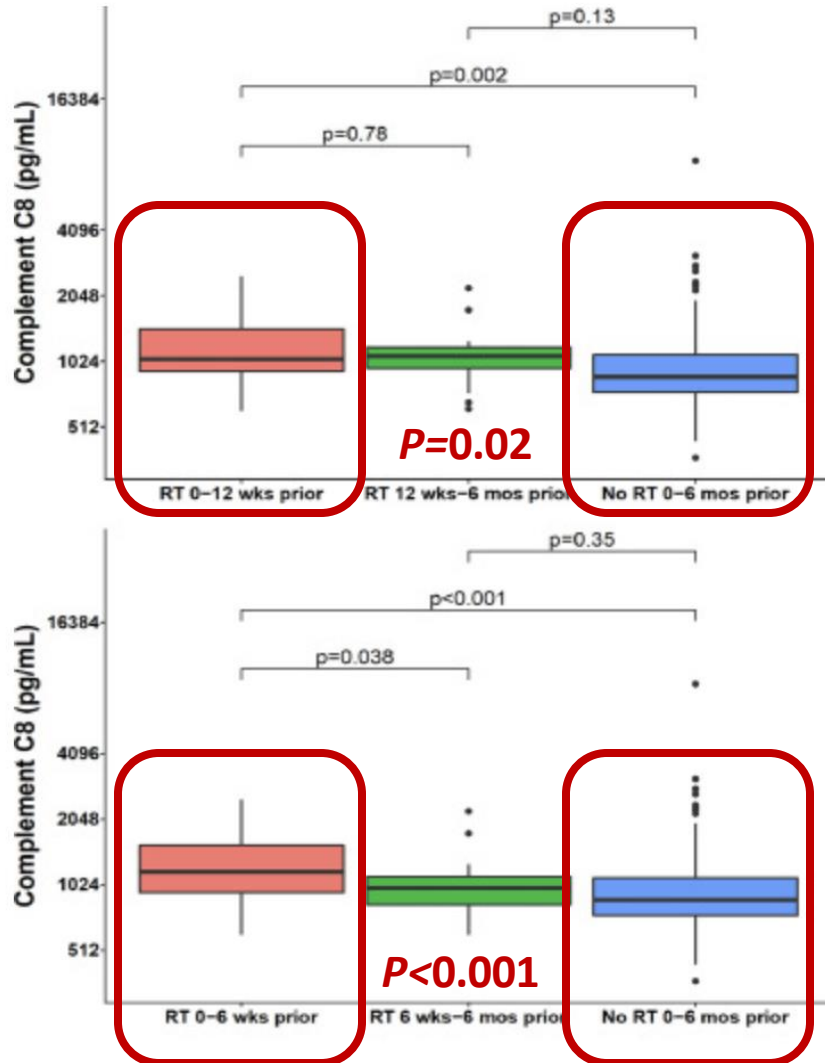 p=0.13
p=0.002
p=0.78
Complement C8 (pg/mL)
16384
4096
2048
1024
512
P=0.02
RT 0−12 wks prior
RT 12 wks−6 mos prior
No RT 0−6 mos prior
p=0.35
p<0.001
p=0.038
Complement C8 (pg/mL)
16384
4096
2048
1024
512
P<0.001
RT 0−6 wks prior
RT 6 wks−6 mos prior
No RT 0−6 mos prior